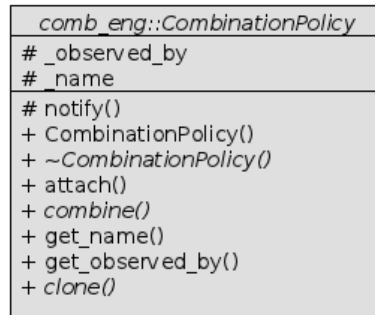 comb_eng::CombinationPolicy
# _observed_by
# _name
# notify()
+ CombinationPolicy()
+ ~CombinationPolicy()
+ attach()
+ combine()
+ get_name()
+ get_observed_by()
+ clone()